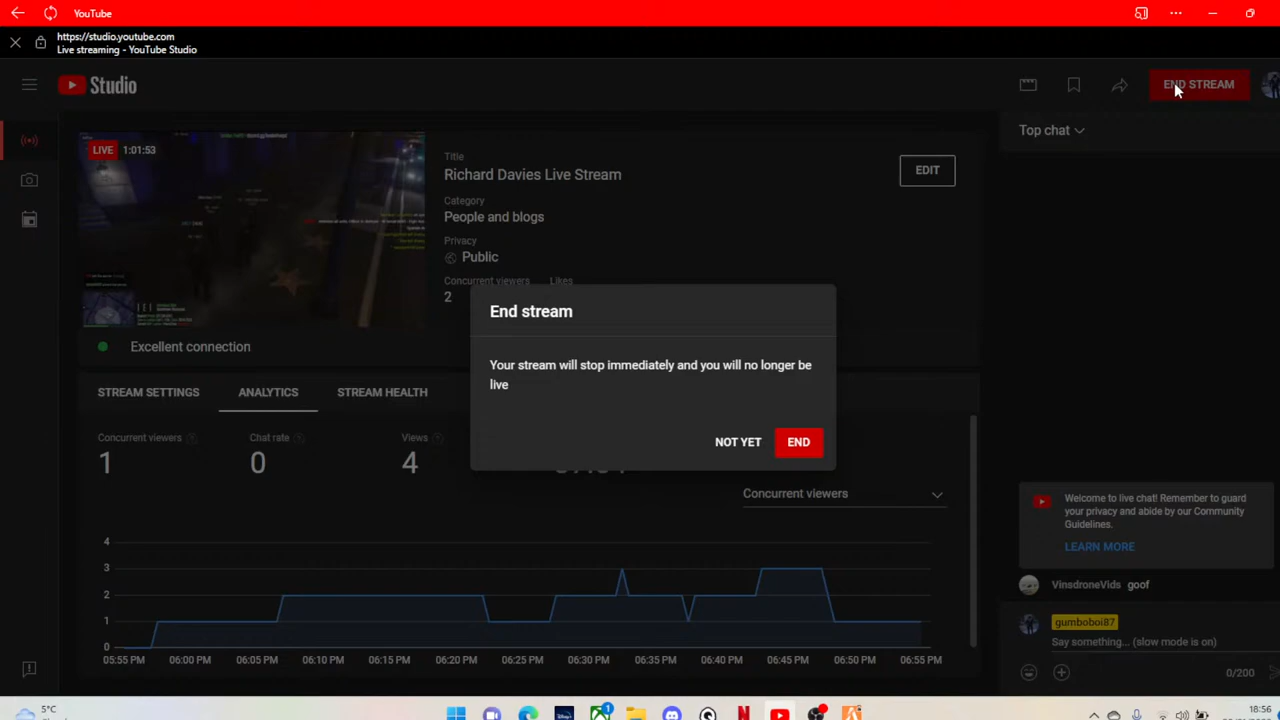 YouTube
https://studio.youtube.com
Live streaming - YouTube Studio
Studio
END STREAM
LIVE 1:01:53
Title
Richard Davies Live Stream
EDIT
Category
People and blogs
Privacy
Public
Concurrent viewers Likes
2
Excellent connection
Top chat
End stream
Your stream will stop immediately and you will no longer be
live
NOT YET END
STREAM SETTINGS ANALYTICS STREAM HEALTH
Concurrent viewers Chat rate Views
1 0 4
Concurrent viewers
4
3
2
1
0
05:55 PM 06:00 PM 06:05 PM 06:10 PM 06:15 PM 06:20 PM 06:25 PM 06:30 PM 06:35 PM 06:40 PM 06:45 PM 06:50 PM 06:55 PM
Welcome to live chat! Remember to guard
your privacy and abide by our Community
Guidelines.
LEARN MORE
VinsdroneVids goof
gumboboi87
Say something... (slow mode is on)
0/200
5°C
18:56